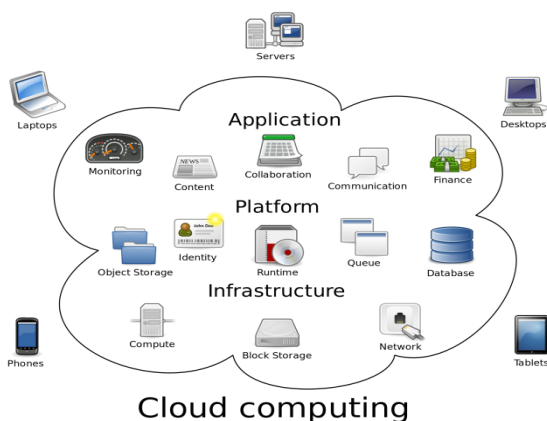 Servers
Laptops
Desktops
Application
Monitoring
NEWS
Content
Collaboration
Communication
Finance
Platform
Object Storage
John Doe
Identity
Runtime
Queue
Database
Infrastructure
Compute
Block Storage
Network
Phones
Tablets
Cloud computing